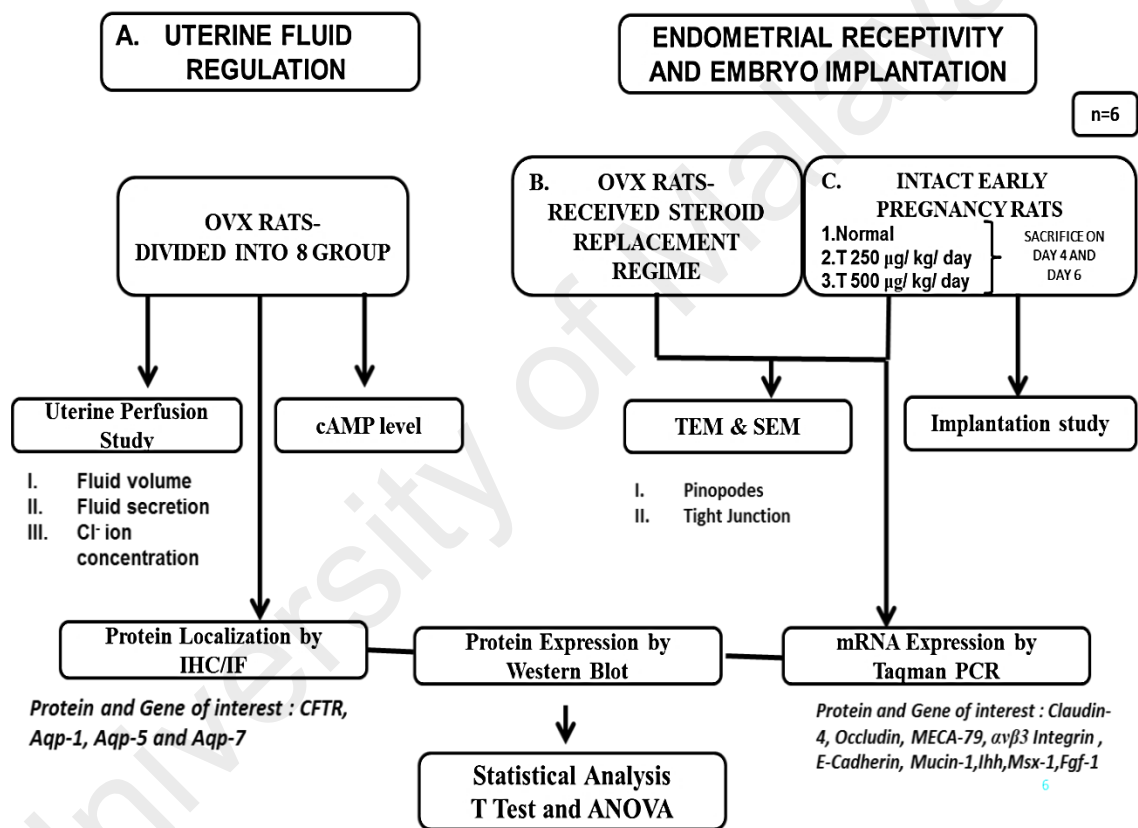 A. UTERINE FLUID
REGULATION
ENDOMETRIAL RECEPTIVITY
AND EMBRYO IMPLANTATION
n=6
OVX RATS-
DIVIDED INTO 8 GROUP
B. OVX RATS-
RECEIVED STEROID
REPLACEMENT
REGIME
C. INTACT EARLY
PREGNANCY RATS
1.Normal
2.T 250 µg/ kg/ day
3.T 500 µg/ kg/ day
SACRIFICE ON
DAY 4 AND
DAY 6
Uterine Perfusion
Study
cAMP level
TEM & SEM
Implantation study
I. Fluid volume
II. Fluid secretion
III. Cl- ion
concentration
I. Pinopodes
II. Tight Junction
Protein Localization by
IHC/IF
Protein Expression by
Western Blot
mRNA Expression by
Taqman PCR
Protein and Gene of interest : CFTR,
Aqp-1, Aqp-5 and Aqp-7
Protein and Gene of interest : Claudin-
4, Occludin, MECA-79, αvβ3 Integrin ,
E-Cadherin, Mucin-1,Ihh,Msx-1,Fgf-1
6
Statistical Analysis
T Test and ANOVA
University of Malaya